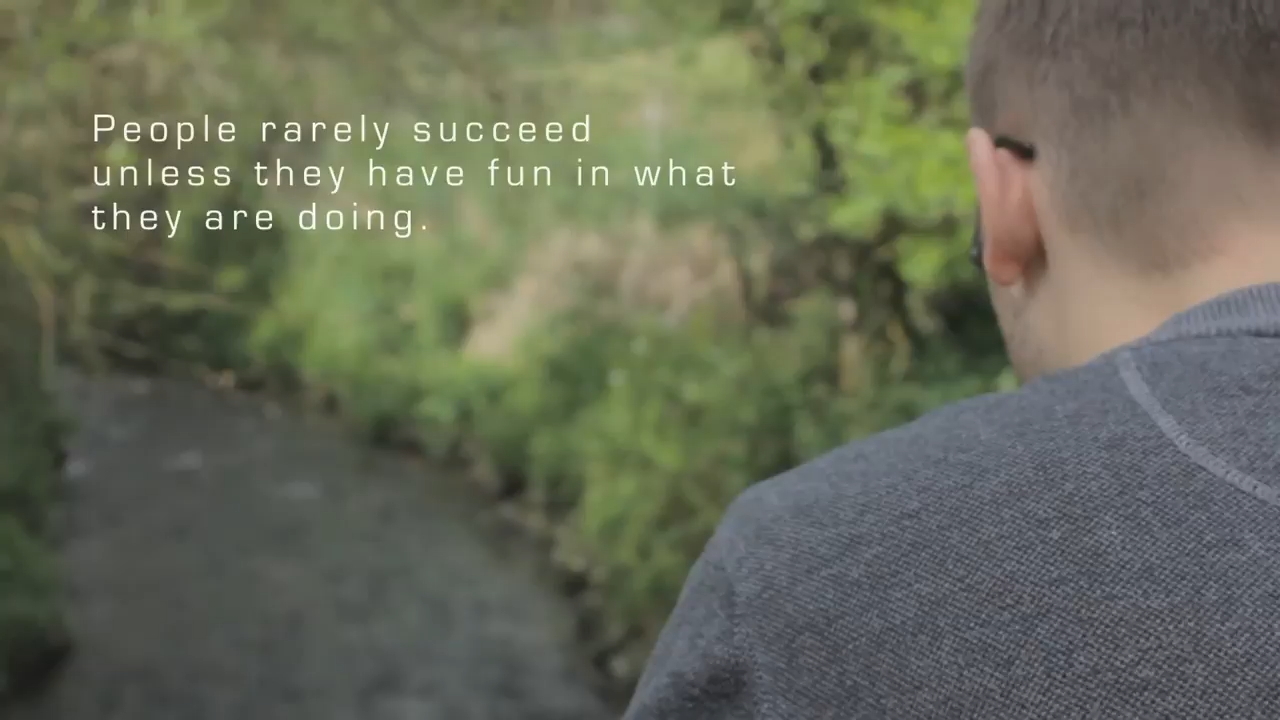 People rarely succeed
unless they have fun in what
they are doing.